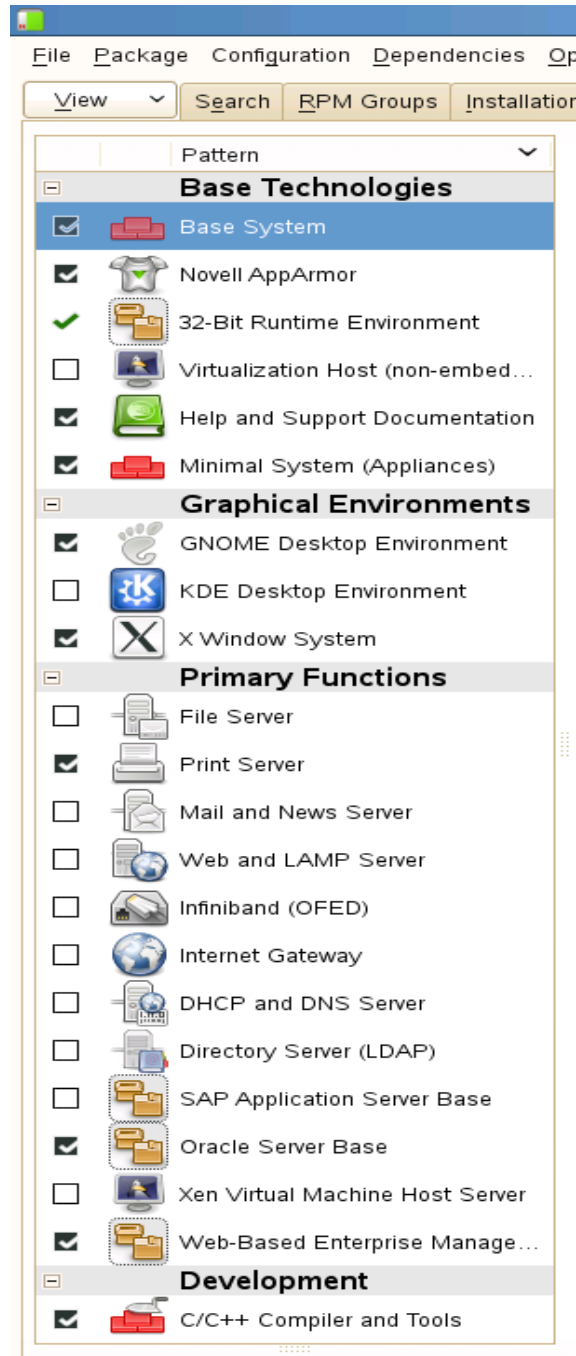 File Package Configuration Dependencies Op
View Search RPM Groups Installation
Pattern
Base Technologies
Base System
Novell AppArmor
32-Bit Runtime Environment
Virtualization Host (non-embed...
Help and Support Documentation
Minimal System (Appliances)
Graphical Environments
GNOME Desktop Environment
KDE Desktop Environment
X Window System
Primary Functions
File Server
Print Server
Mail and News Server
Web and LAMP Server
Infiniband (OFED)
Internet Gateway
DHCP and DNS Server
Directory Server (LDAP)
SAP Application Server Base
Oracle Server Base
Xen Virtual Machine Host Server
Web-Based Enterprise Manage...
Development
C/C++ Compiler and Tools